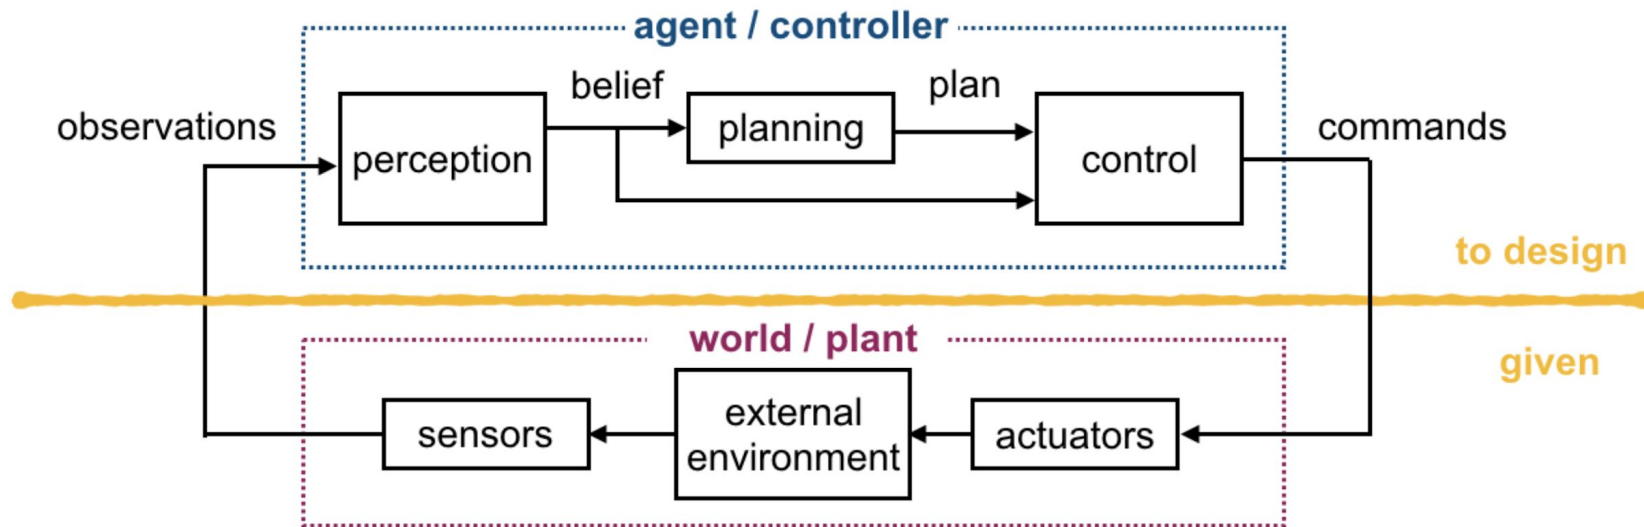 agent / controller
belief
plan
observations
perception
planning
control
commands
to design
world / plant
given
sensors
external
environment
actuators